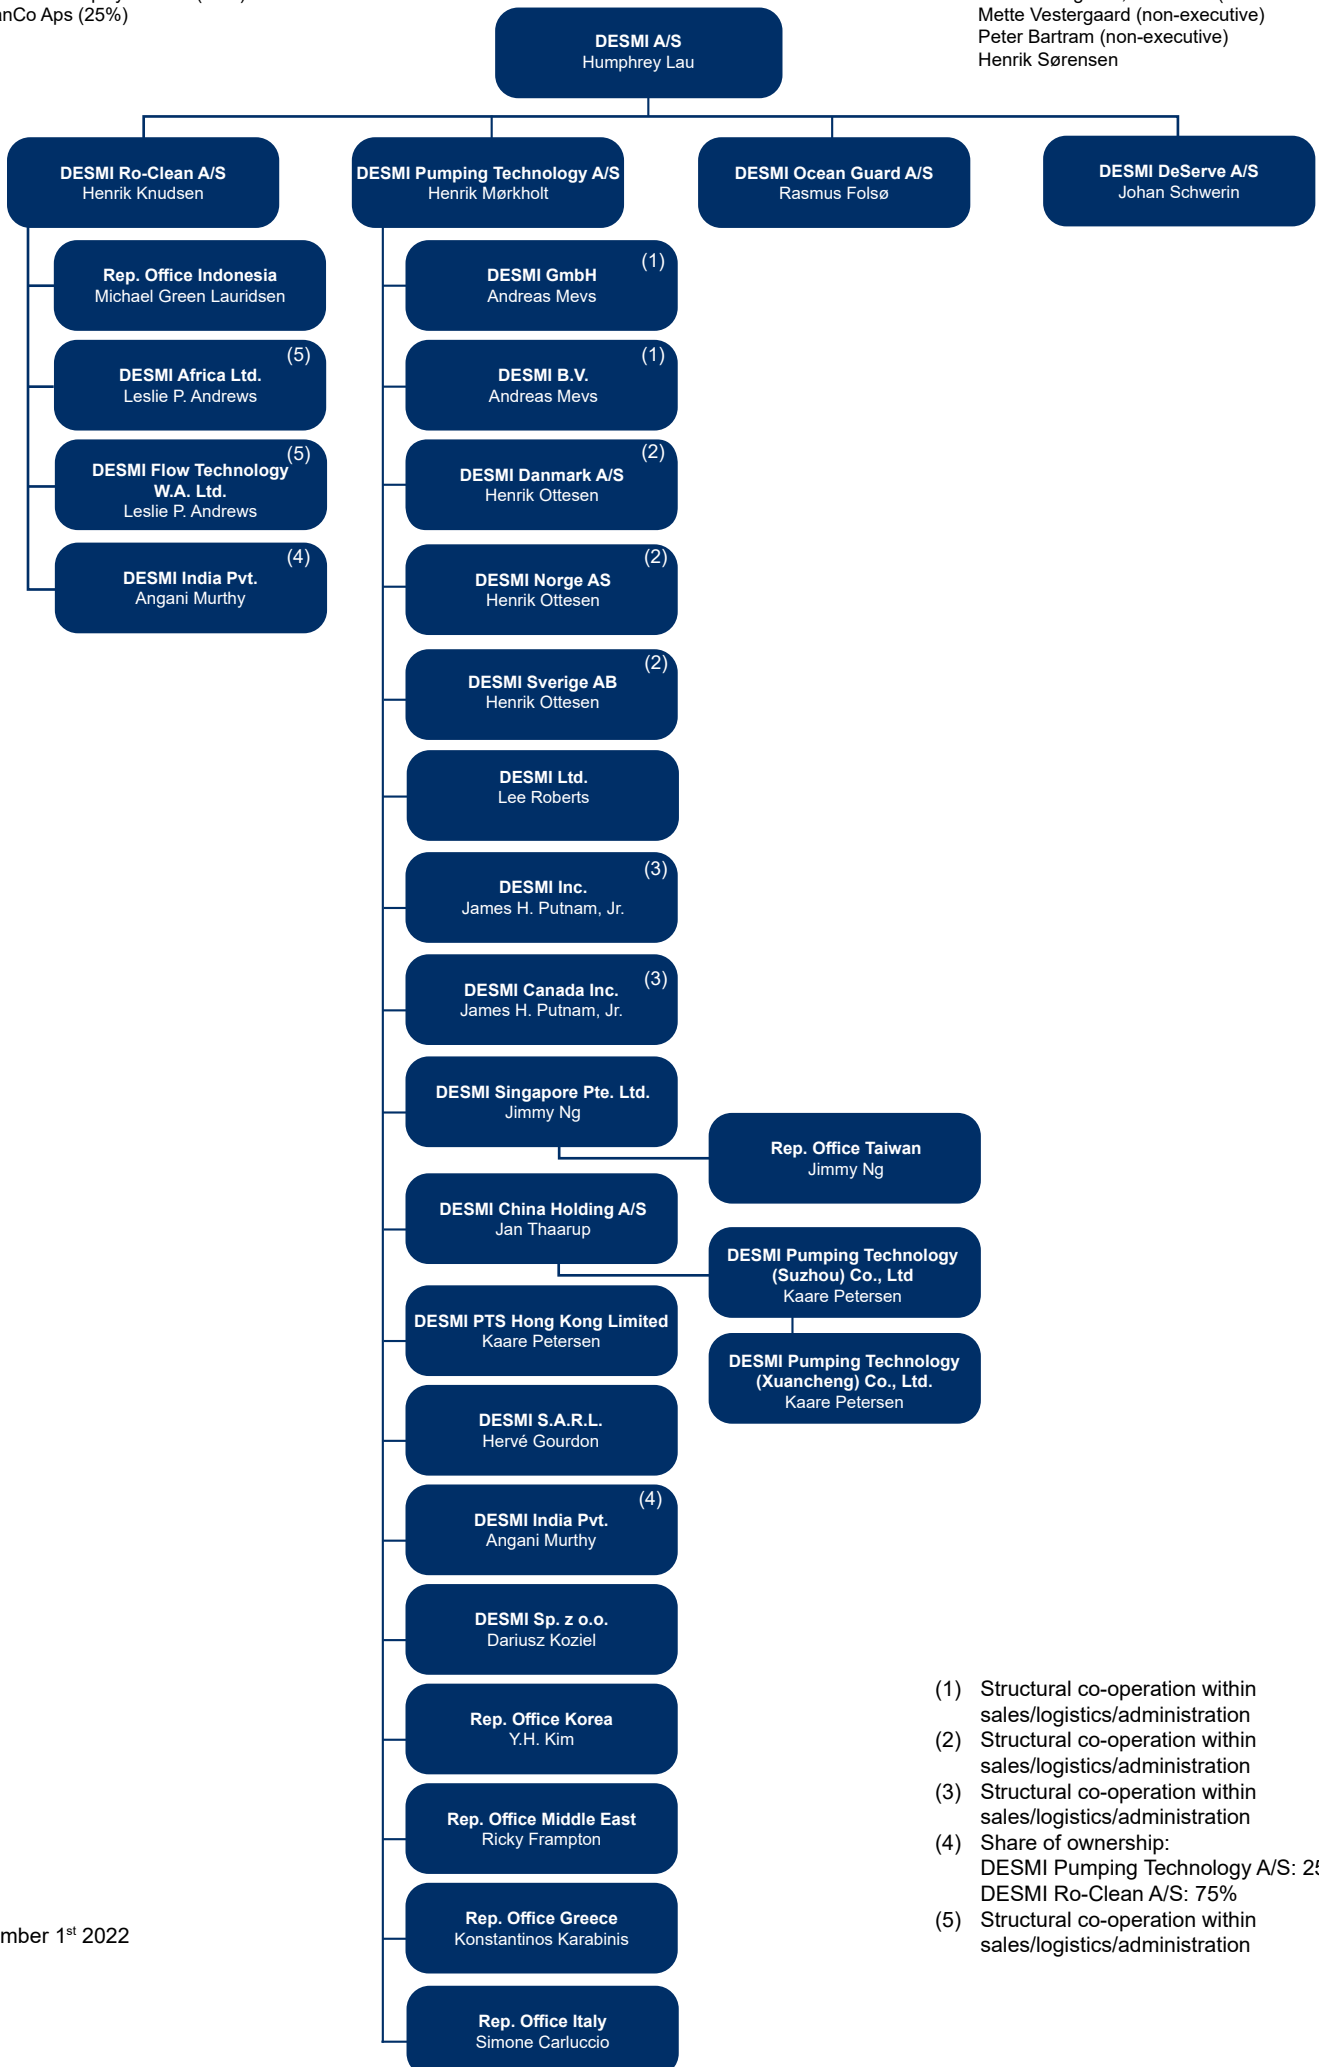 anCo Aps (25%)
Mette Vestergaard (non-executive)
Peter Bartram (non-executive)
Henrik Sørensen
DESMI A/S
Humphrey Lau
DESMI Ro-Clean A/S
Henrik Knudsen
DESMI Pumping Technology A/S
Henrik Mørkholt
DESMI Ocean Guard A/S
Rasmus Folsø
DESMI DeServe A/S
Johan Schwerin
Rep. Office Indonesia
Michael Green Lauridsen
(5)
DESMI Africa Ltd.
Leslie P. Andrews
(5)
DESMI Flow Technology
W.A. Ltd.
Leslie P. Andrews
(4)
DESMI India Pvt.
Angani Murthy
(1)
DESMI GmbH
Andreas Mevs
(1)
DESMI B.V.
Andreas Mevs
(2)
DESMI Danmark A/S
Henrik Ottesen
(2)
DESMI Norge AS
Henrik Ottesen
(2)
DESMI Sverige AB
Henrik Ottesen
DESMI Ltd.
Lee Roberts
(3)
DESMI Inc.
James H. Putnam, Jr.
(3)
DESMI Canada Inc.
James H. Putnam, Jr.
DESMI Singapore Pte. Ltd.
Jimmy Ng
Rep. Office Taiwan
Jimmy Ng
DESMI China Holding A/S
Jan Thaarup
DESMI Pumping Technology
(Suzhou) Co., Ltd
Kaare Petersen
DESMI Pumping Technology
(Xuancheng) Co., Ltd.
Kaare Petersen
DESMI PTS Hong Kong Limited
Kaare Petersen
DESMI S.A.R.L.
Hervé Gourdon
(4)
DESMI India Pvt.
Angani Murthy
DESMI Sp. z o.o.
Dariusz Koziel
Rep. Office Korea
Y.H. Kim
Rep. Office Middle East
Ricky Frampton
Rep. Office Greece
Konstantinos Karabinis
Rep. Office Italy
Simone Carluccio
(1) Structural co-operation within
sales/logistics/administration
(2) Structural co-operation within
sales/logistics/administration
(3) Structural co-operation within
sales/logistics/administration
(4) Share of ownership:
DESMI Pumping Technology A/S: 25
DESMI Ro-Clean A/S: 75%
(5) Structural co-operation within
sales/logistics/administration
mber 1st 2022